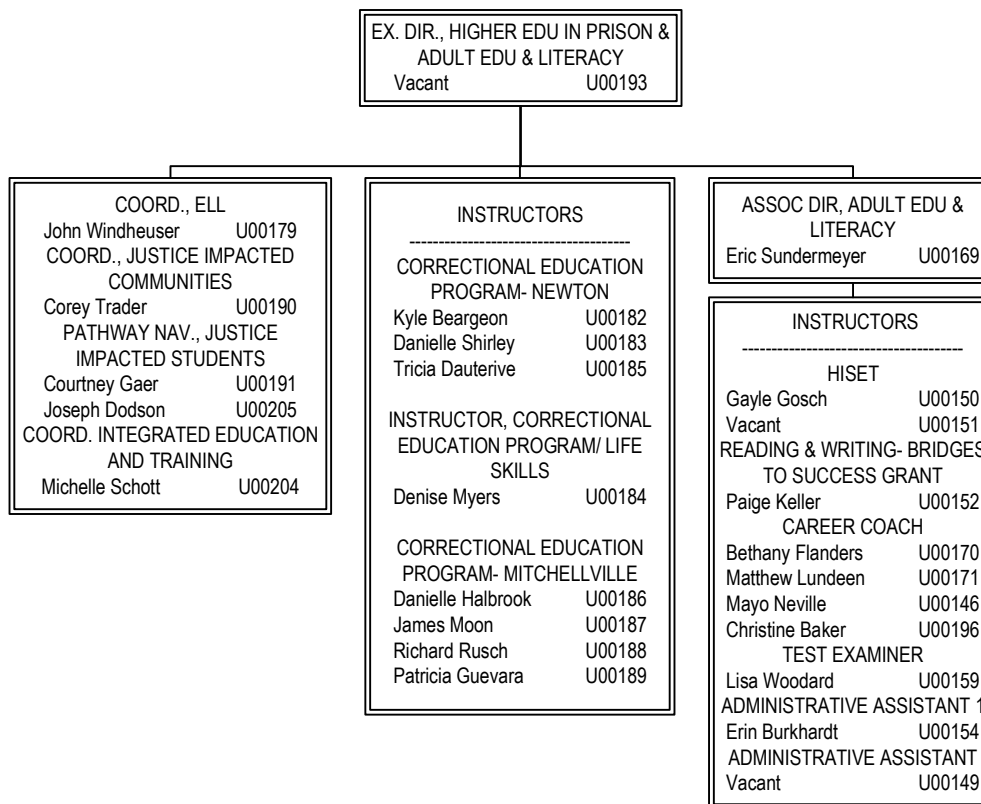 EX. DIR., HIGHER EDU IN PRISON &
ADULT EDU & LITERACY
Vacant U00193
COORD., ELL
John Windheuser U00179
COORD., JUSTICE IMPACTED
COMMUNITIES
Corey Trader U00190
PATHWAY NAV., JUSTICE
IMPACTED STUDENTS
Courtney Gaer U00191
Joseph Dodson U00205
COORD. INTEGRATED EDUCATION
AND TRAINING
Michelle Schott U00204
INSTRUCTORS
--------------------------------------
CORRECTIONAL EDUCATION
PROGRAM- NEWTON
Kyle Beargeon U00182
Danielle Shirley U00183
Tricia Dauterive U00185
INSTRUCTOR, CORRECTIONAL
EDUCATION PROGRAM/ LIFE
SKILLS
Denise Myers U00184
CORRECTIONAL EDUCATION
PROGRAM- MITCHELLVILLE
Danielle Halbrook U00186
James Moon U00187
Richard Rusch U00188
Patricia Guevara U00189
ASSOC DIR, ADULT EDU &
LITERACY
Eric Sundermeyer U00169
INSTRUCTORS
--------------------------------------
HISET
Gayle Gosch U00150
Vacant U00151
READING & WRITING- BRIDGES
TO SUCCESS GRANT
Paige Keller U00152
CAREER COACH
Bethany Flanders U00170
Matthew Lundeen U00171
Mayo Neville U00146
Christine Baker U00196
TEST EXAMINER
Lisa Woodard U00159
ADMINISTRATIVE ASSISTANT 1
Erin Burkhardt U00154
ADMINISTRATIVE ASSISTANT
Vacant U00149